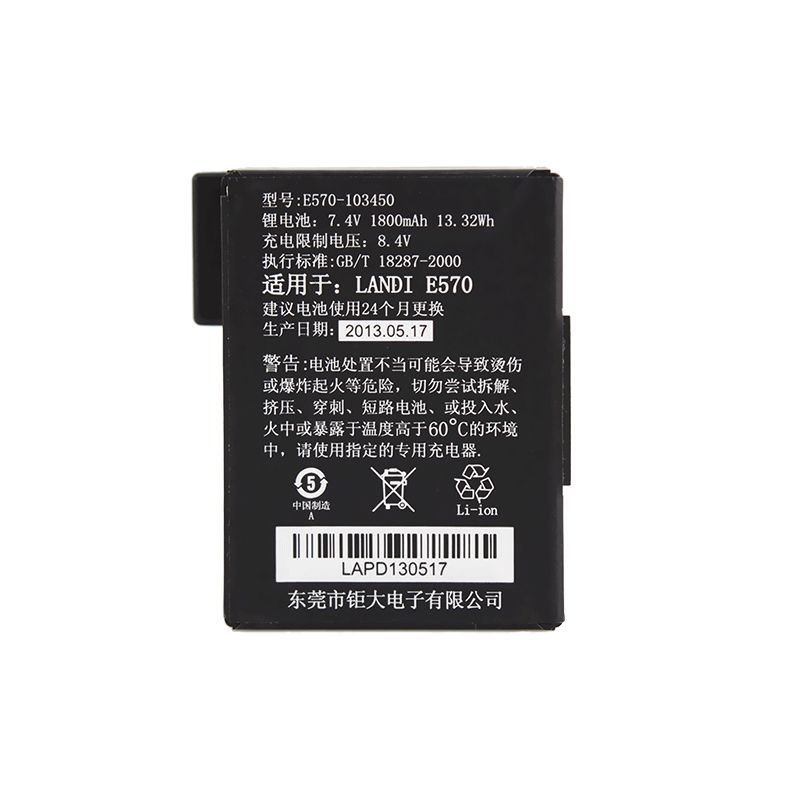 型号:E570-103450
锂电池: 7.4V 1800mAh 13.32Wh
充电限制电压: 8.4V
执行标准:GB/T 18287-2000
适用于: LANDI E570
建议电池使用24个月更换
生产日期: 2013.05.17
警告:电池处置不当可能会导致烫伤
或爆炸起火等危险, 切勿尝试拆解、
挤压、穿刺、短路电池、或投入水、
火中或暴露于温度高于60°C的环境
中, 请使用指定的专用充电器.
5
中国制造
A
Li-ion
LAPD130517
东莞市钜大电子有限公司